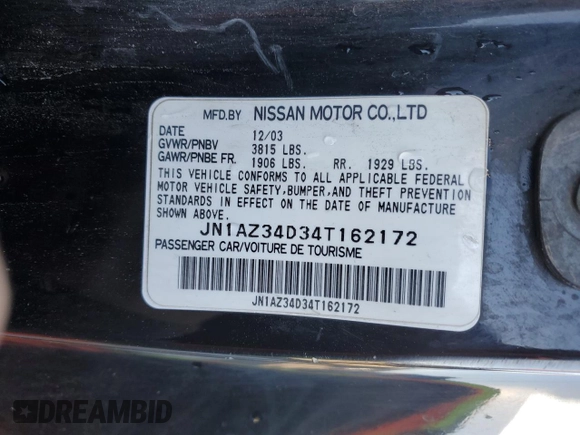 MFD.BY NISSAN MOTOR CO.,LTD
DATE 12/03
GVWR/PNBV 3815 LBS.
GAWR/PNBE FR. 1906 LBS. RR. 1929 LBS.
THIS VEHICLE CONFORMS TO ALL APPLICABLE FEDERAL
MOTOR VEHICLE SAFETY,BUMPER,AND THEFT PREVENTION
STANDARDS IN EFFECT ON THE DATE OF MANUFACTURE
SHOWN ABOVE.
JN1AZ34D34T162172
PASSENGER CAR/VOITURE DE TOURISME
JN1AZ34D34T162172
DREAMBID